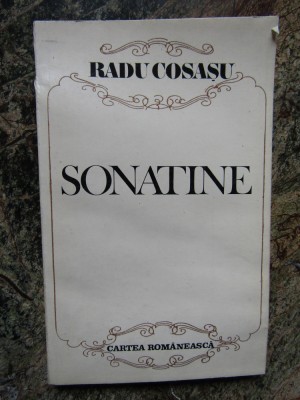 RADU COSAȘU
SONATINE
CARTEA ROMÂNEASCĂ